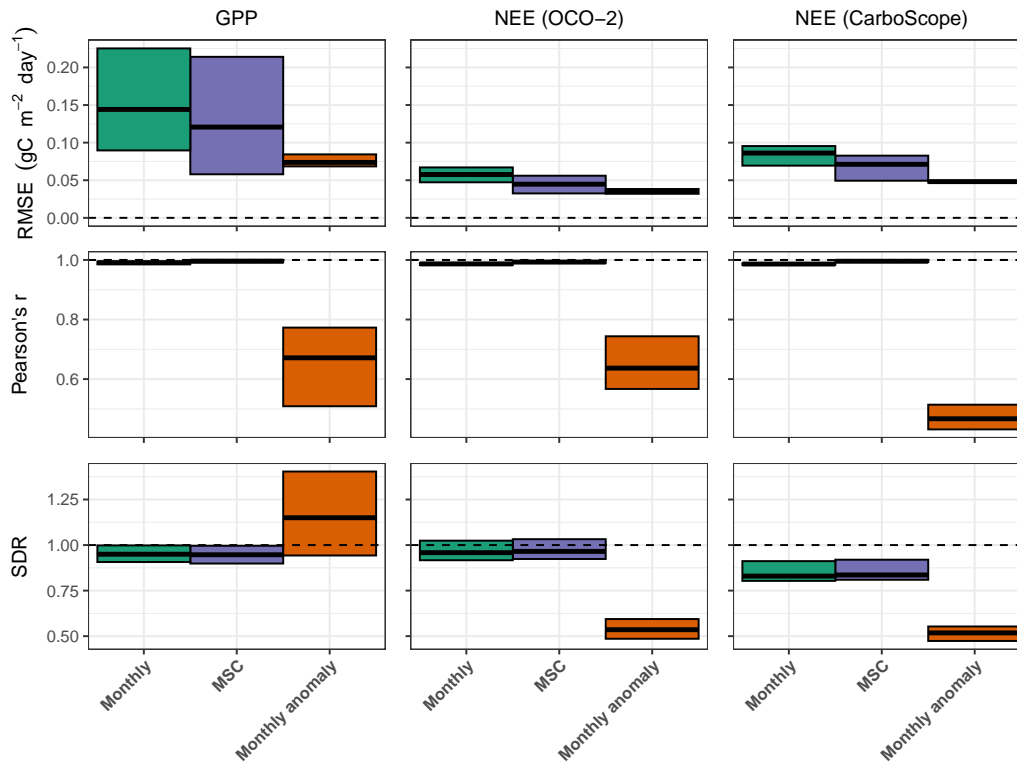 GPP NEE (OCO−2) NEE (CarboScope)
RMSE (gC m⁻² day⁻¹)
0.20
0.15
0.10
0.05
0.00
Pearson's r
1.0
0.8
0.6
SDR
1.25
1.00
0.75
0.50
Monthly MSC Monthly anomaly Monthly MSC Monthly anomaly Monthly MSC Monthly anomaly